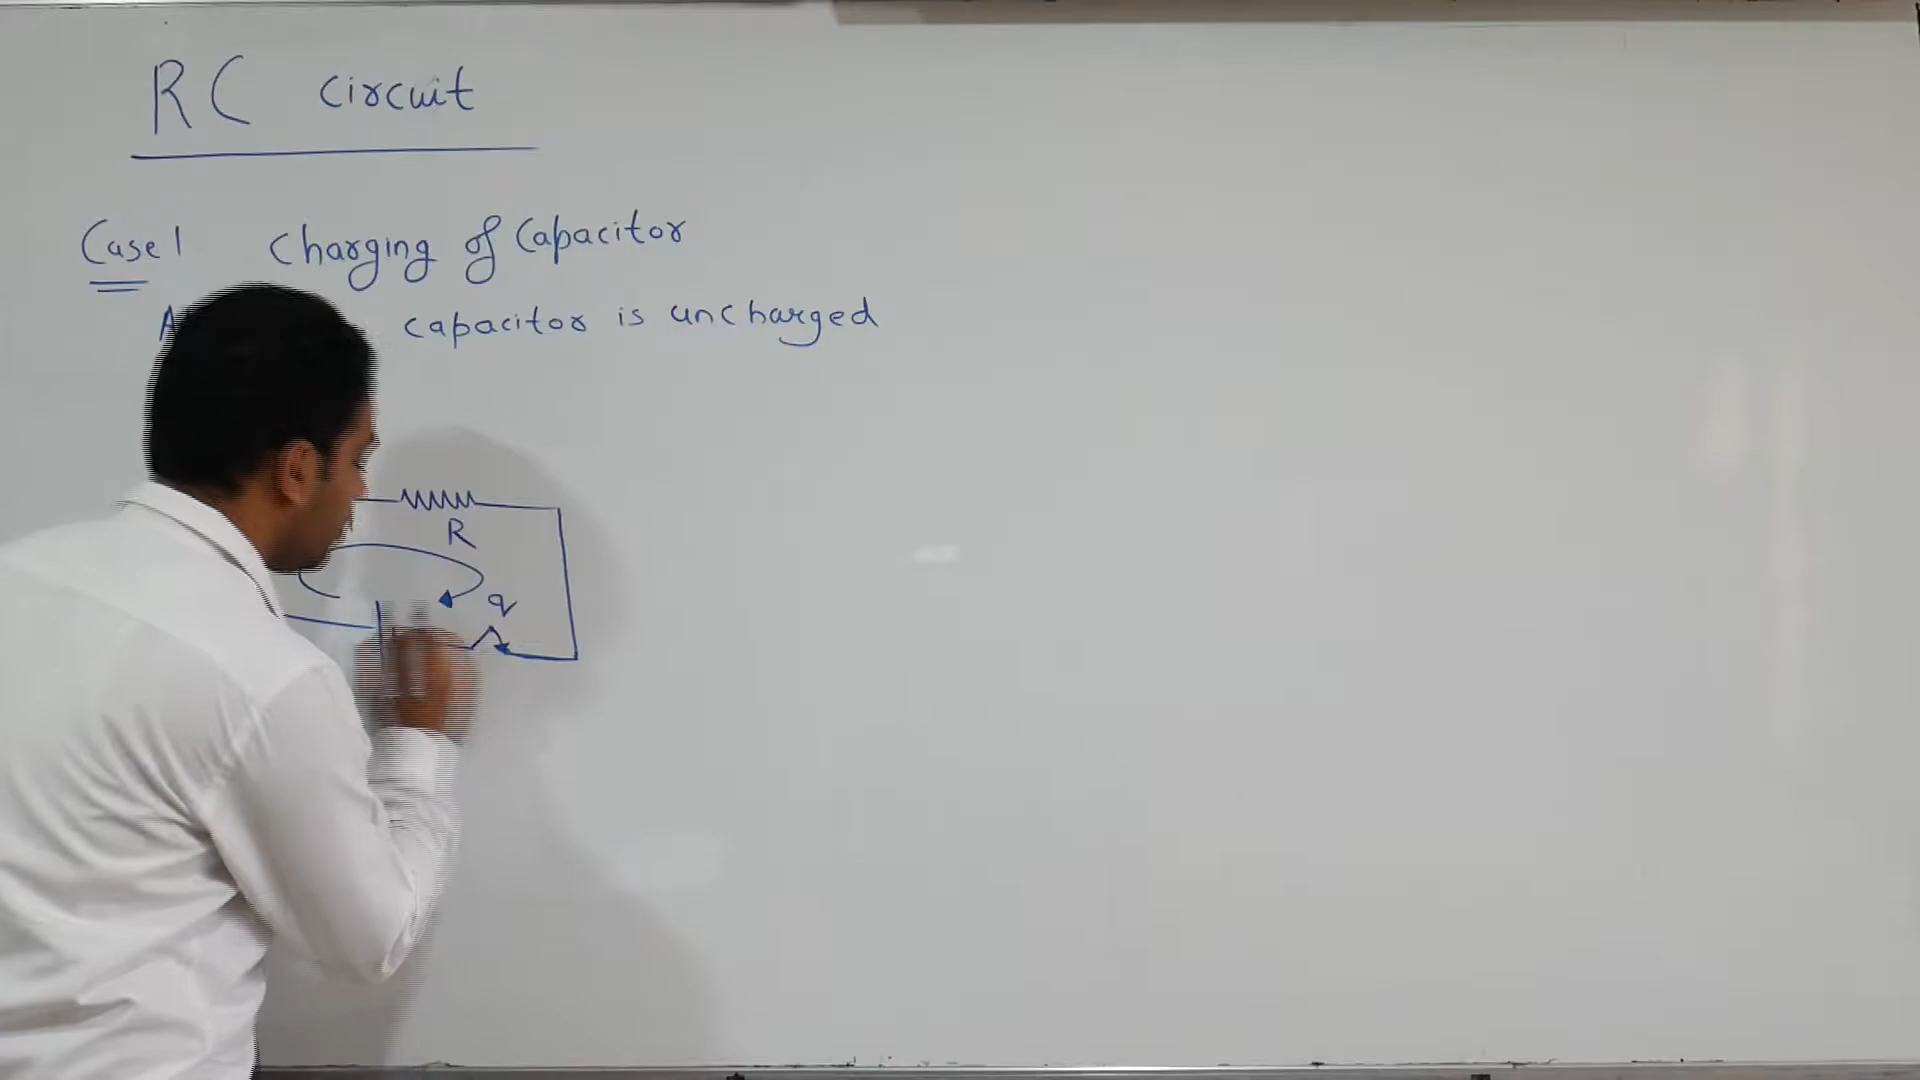 RC circuit
Case 1 Charging of Capacitor
capacitor is uncharged
R
q